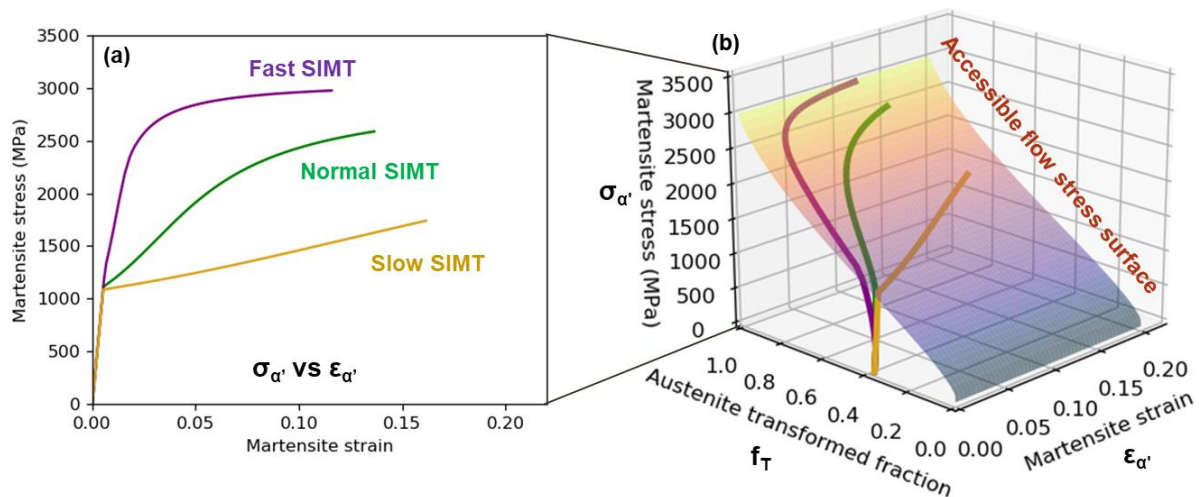 (a)
Fast SIMT
Normal SIMT
Slow SIMT
σα' vs εα'
3500
3000
2500
2000
1500
1000
500
0
Martensite stress (MPa)
0.00 0.05 0.10 0.15 0.20
Martensite strain
(b)
Accessible flow stress surface
3500
3000
2500
2000
1500
1000
500
0
Martensite stress (MPa)
σα'
1.0 0.8 0.6 0.4 0.2 0.0
Austenite transformed fraction
fT
0.00 0.05 0.10 0.15 0.20
Martensite strain
εα'